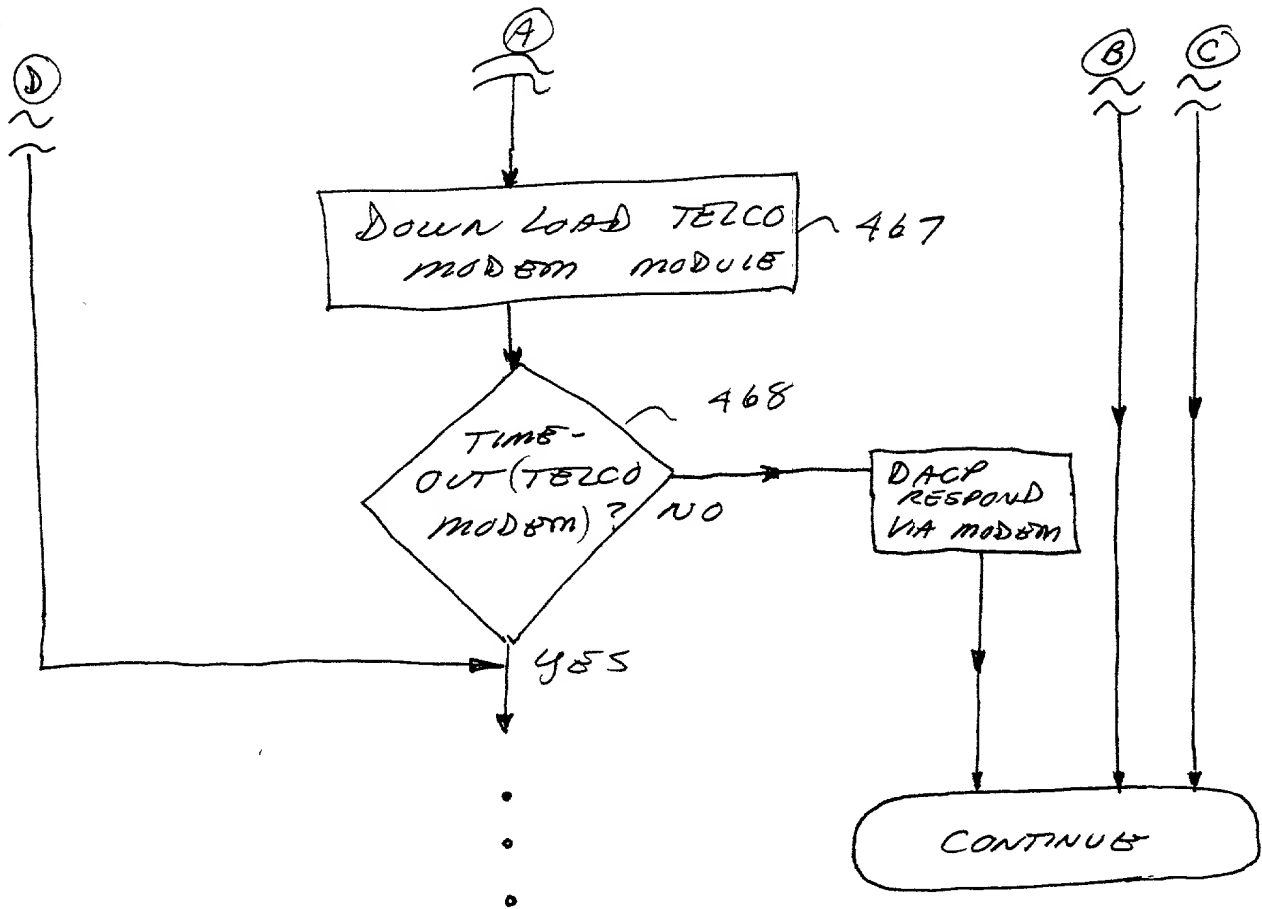 A
D
B
C
DOWN LOAD TELCO
MODEM MODULE
467
468
TIME-
OUT (TELCO
MODEM)?
NO
DACP
RESPOND
VIA MODEM
YES
CONTINUE